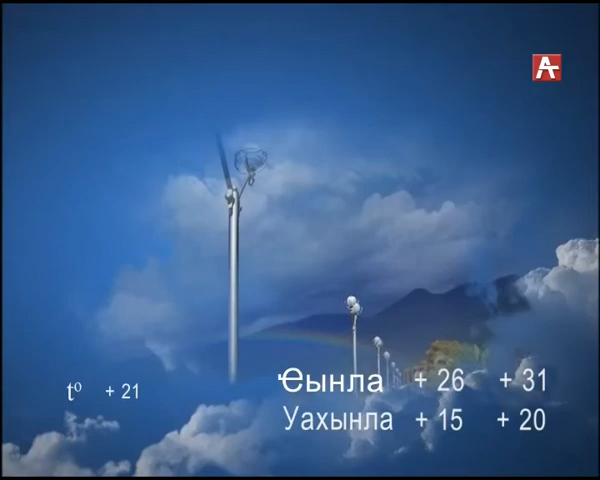 А
tº + 21
Ҽынла + 26 + 31
Уахынла + 15 + 20